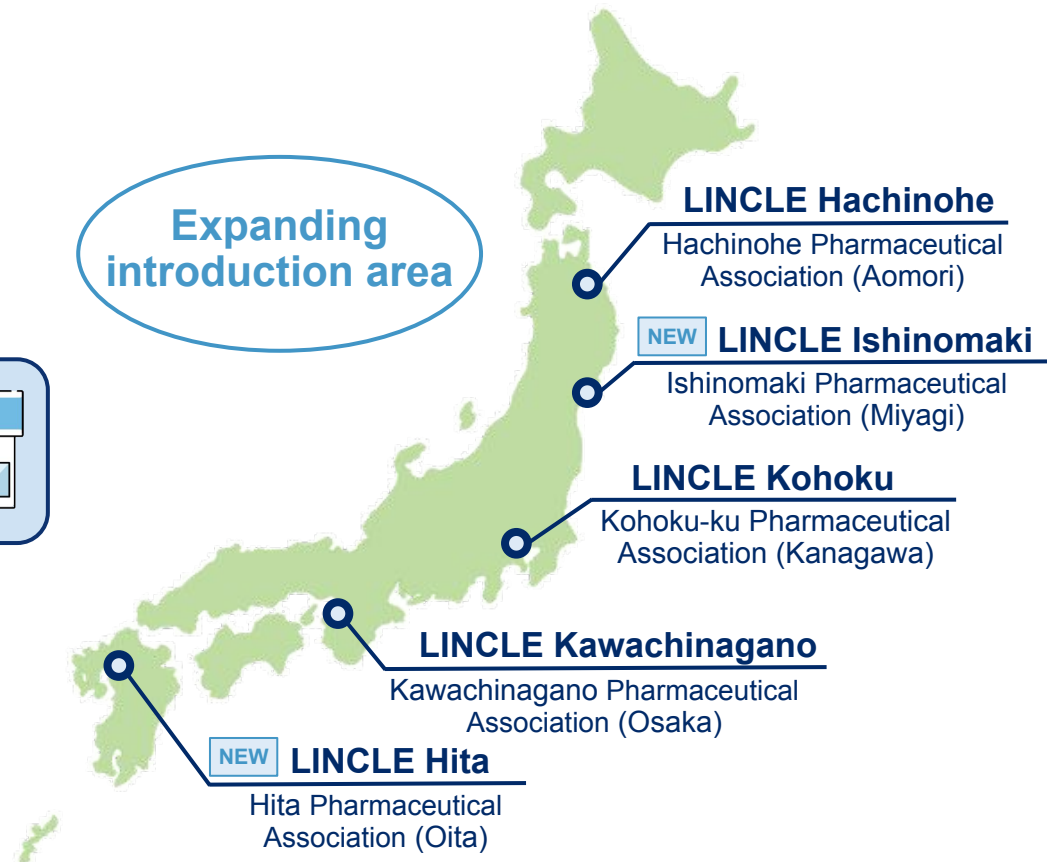 Expanding
introduction area
LINCLE Hachinohe
Hachinohe Pharmaceutical
Association (Aomori)
NEW LINCLE Ishinomaki
Ishinomaki Pharmaceutical
Association (Miyagi)
LINCLE Kohoku
Kohoku-ku Pharmaceutical
Association (Kanagawa)
LINCLE Kawachinagano
Kawachinagano Pharmaceutical
Association (Osaka)
NEW LINCLE Hita
Hita Pharmaceutical
Association (Oita)